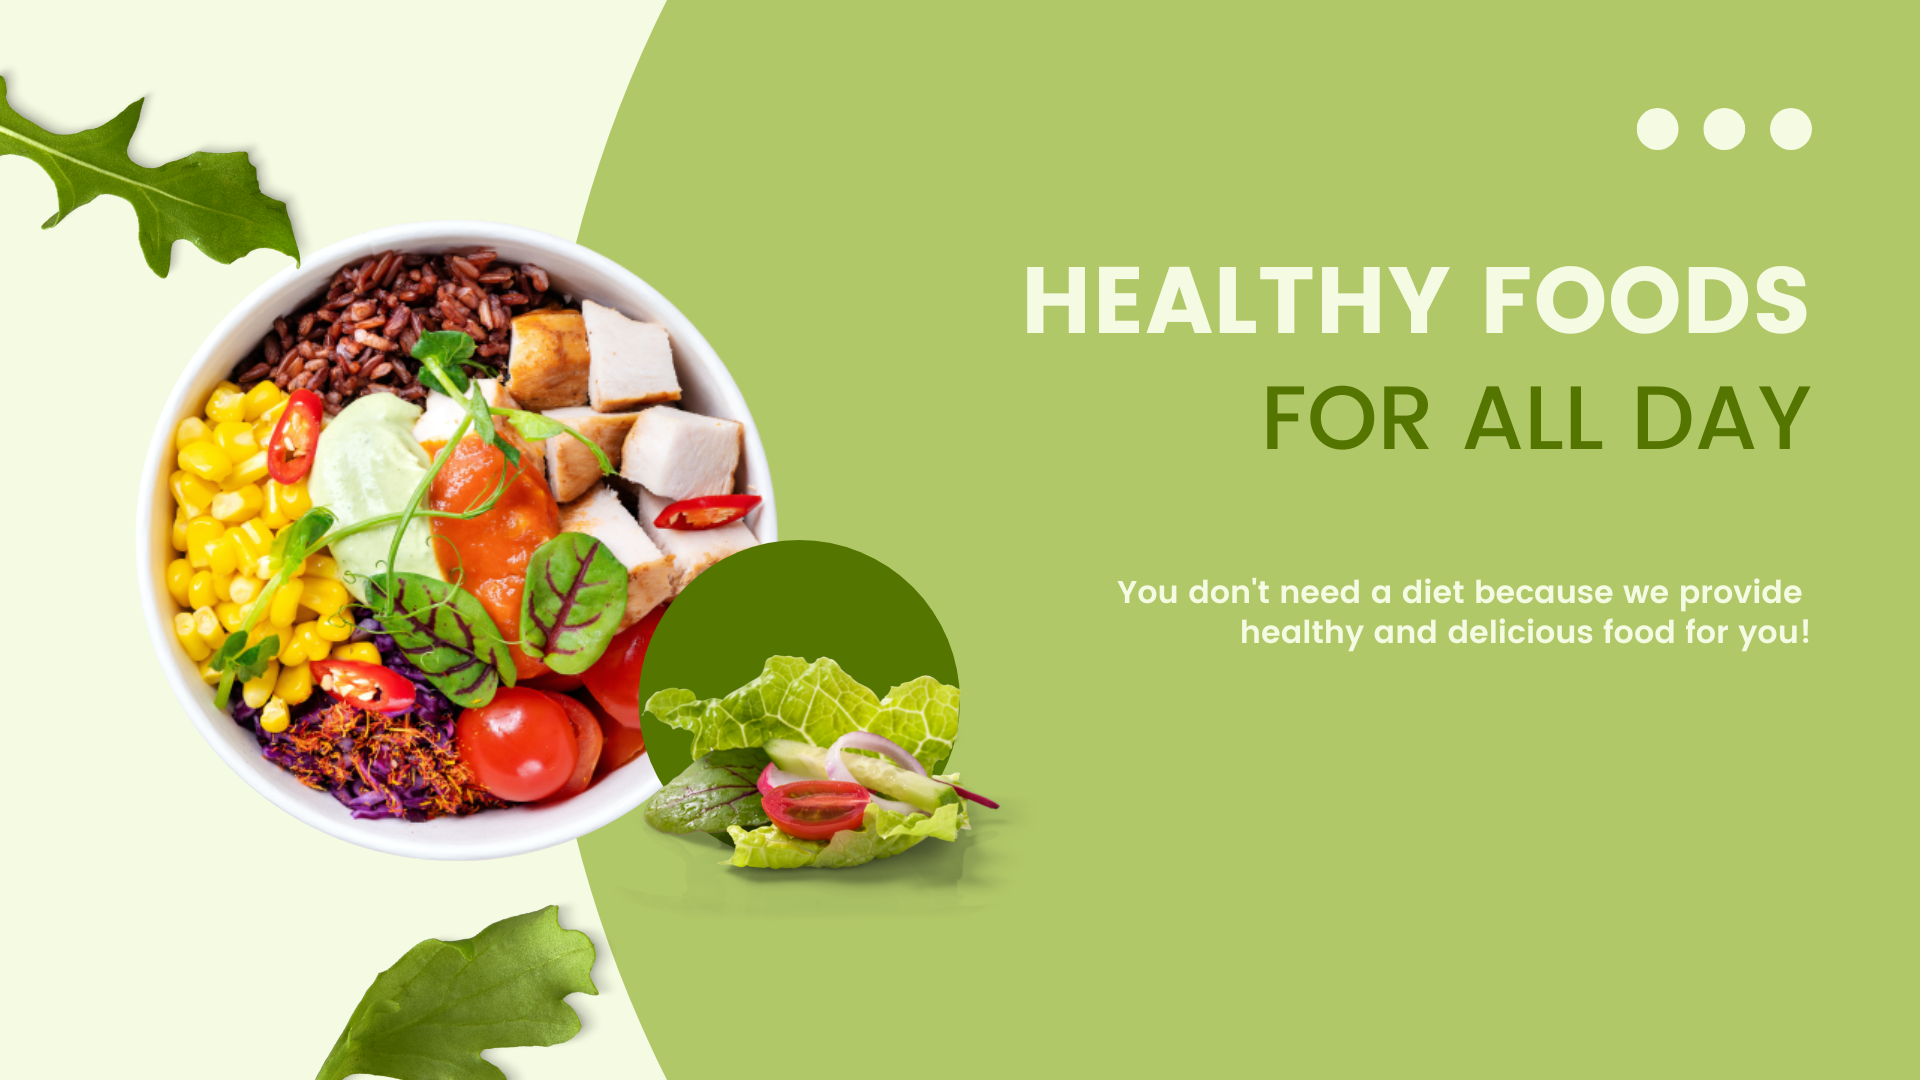 HEALTHY FOODS
FOR ALL DAY
You don't need a diet because we provide
healthy and delicious food for you!